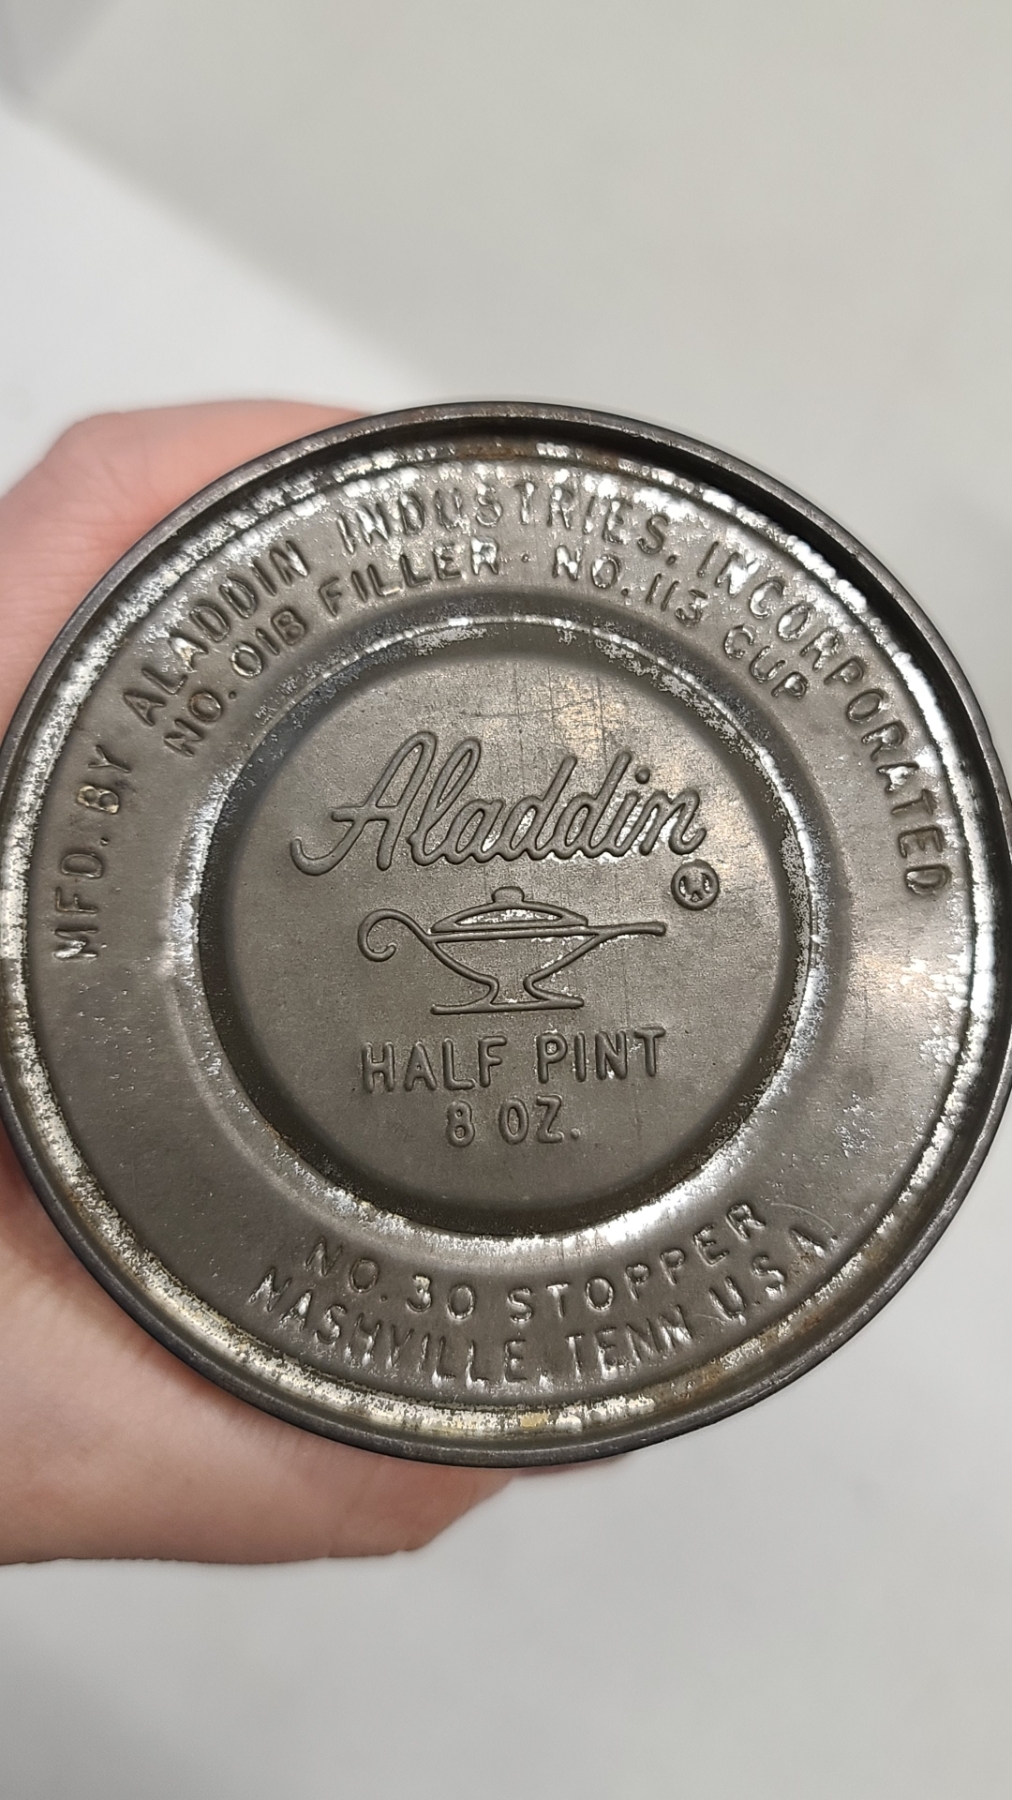 MFD. BY ALADDIN INDUSTRIES, INCORPORATED
NO. 018 FILLER · NO. 113 CUP
Aladdin
®
HALF PINT
8 OZ.
NO. 30 STOPPER
NASHVILLE, TENN. U.S.A.